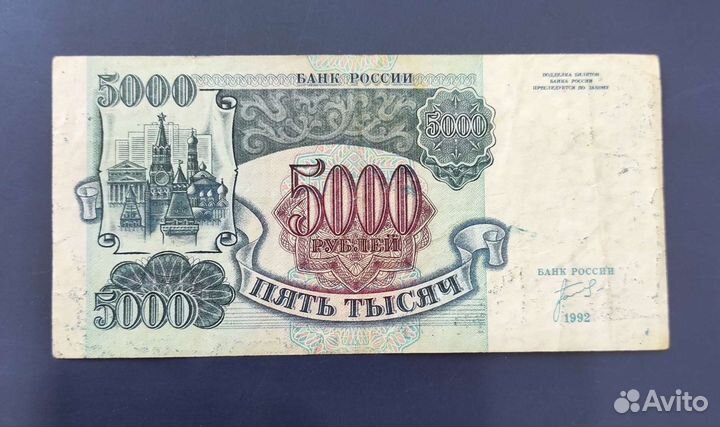 5000
БАНК РОССИИ
ПОДДЕЛКА БИЛЕТОВ
БАНКА РОССИИ
ПРЕСЛЕДУЕТСЯ ПО ЗАКОНУ
5000
5000
РУБЛЕЙ
ПЯТЬ ТЫСЯЧ
5000
БАНК РОССИИ
1992
Avito